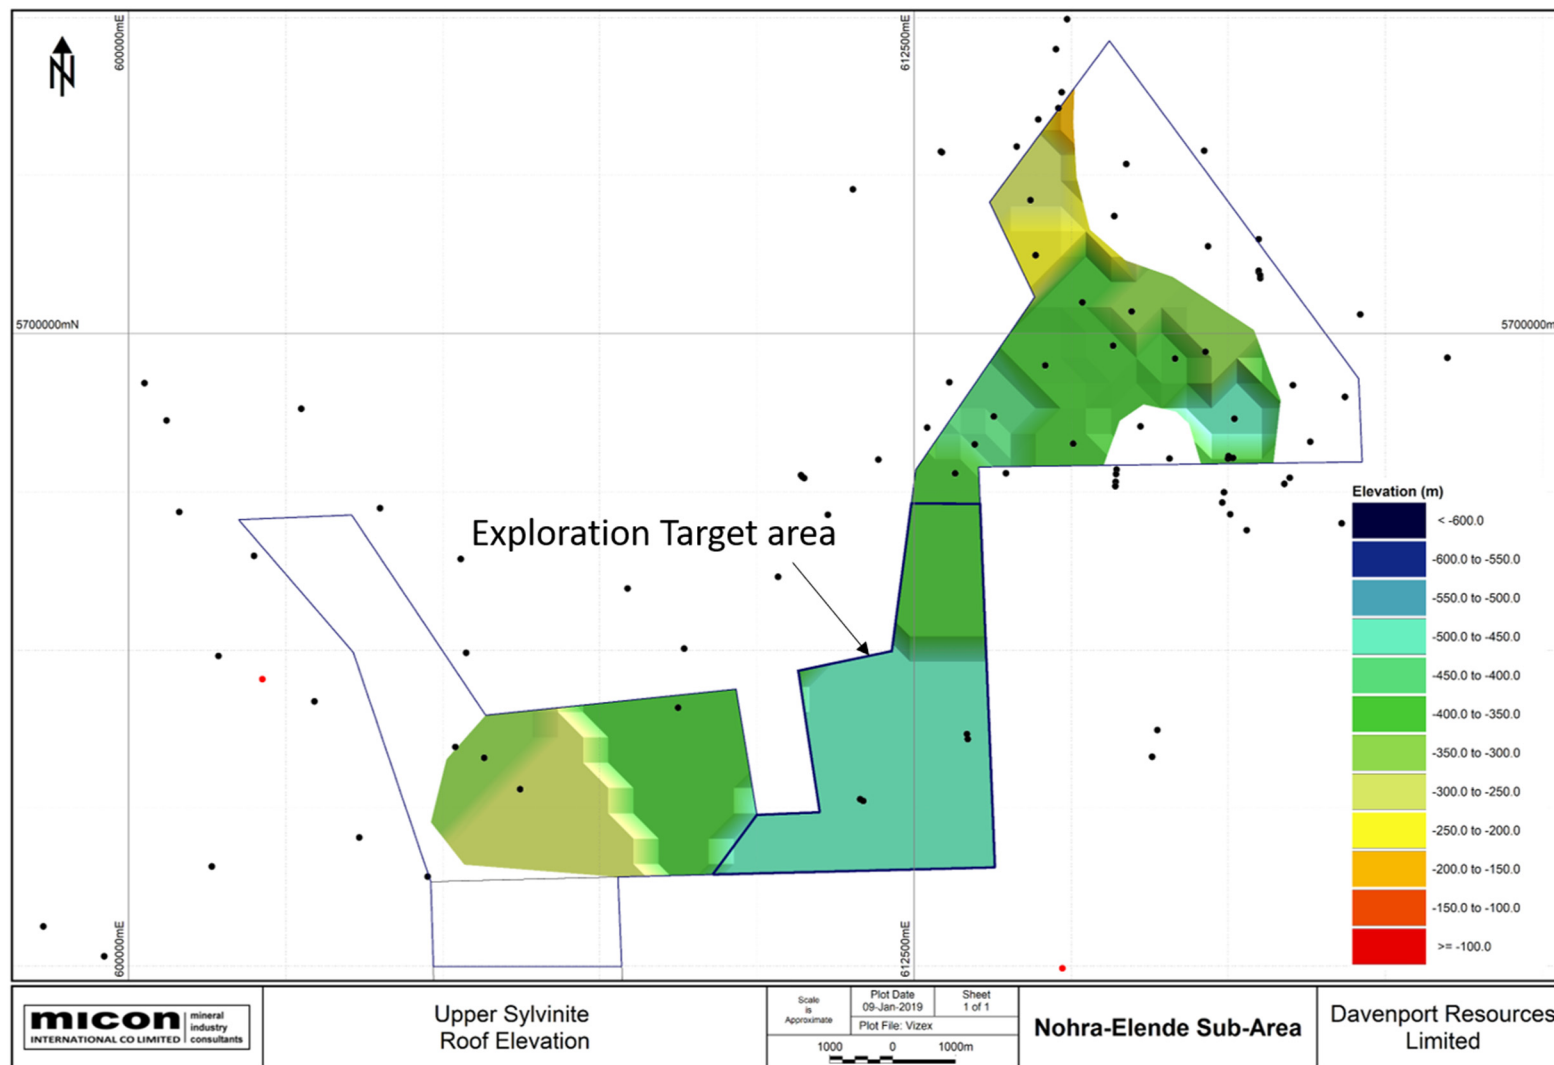 N
600000mE
612500mE
5700000mN
5700000m
Exploration Target area
Elevation (m)
< -600.0
-600.0 to -550.0
-550.0 to -500.0
-500.0 to -450.0
-450.0 to -400.0
-400.0 to -350.0
-350.0 to -300.0
-300.0 to -250.0
-250.0 to -200.0
-200.0 to -150.0
-150.0 to -100.0
>= -100.0
600000mE
612500mE
micon
INTERNATIONAL CO LIMITED
mineral
industry
consultants
Upper Sylvinite
Roof Elevation
Scale
is
Approximate
Plot Date
09-Jan-2019
Sheet
1 of 1
Plot File: Vizex
1000 0 1000m
Nohra-Elende Sub-Area
Davenport Resources
Limited